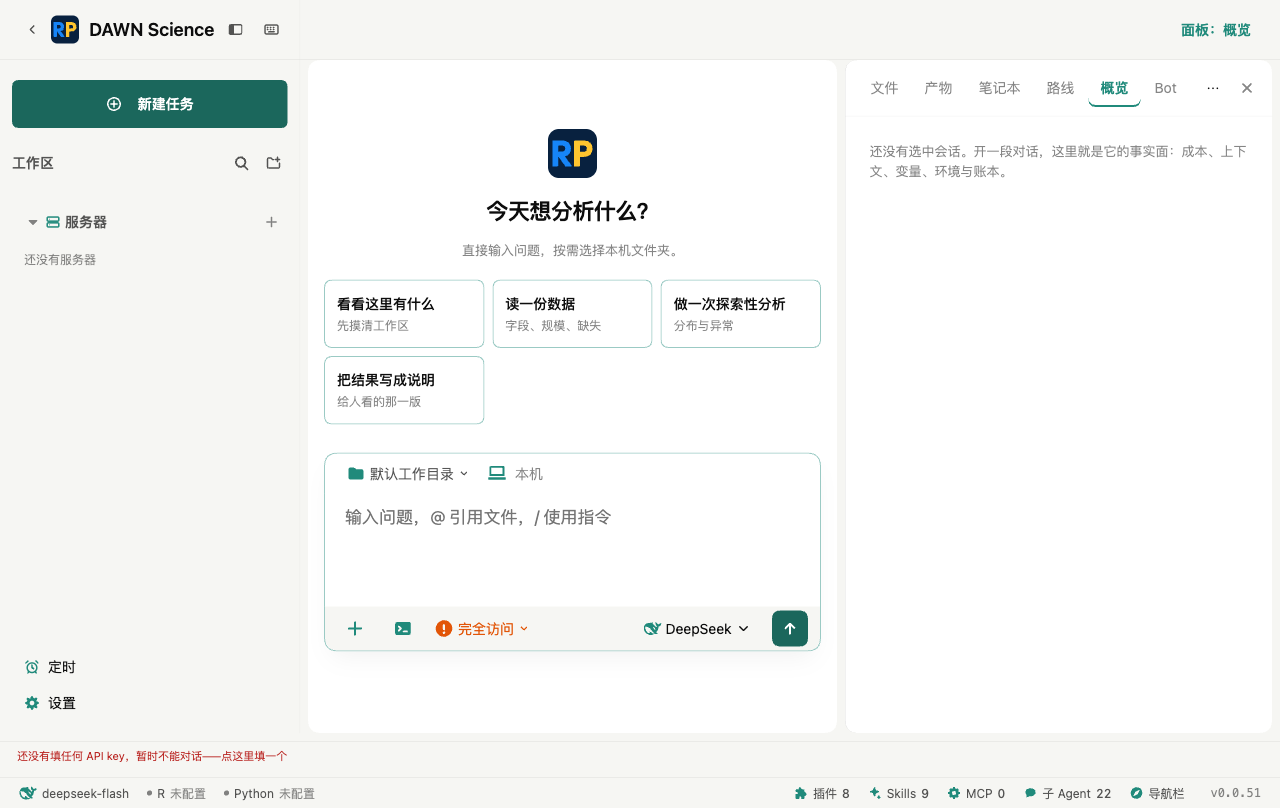 RP DAWN Science
面板：概览
新建任务
工作区
服务器
还没有服务器
定时
设置
RP
今天想分析什么?
直接输入问题，按需选择本机文件夹。
看看这里有什么
先摸清工作区
读一份数据
字段、规模、缺失
做一次探索性分析
分布与异常
把结果写成说明
给人看的那一版
默认工作目录 本机
输入问题，@ 引用文件，/ 使用指令
完全访问 DeepSeek
文件 产物 笔记本 路线 概览 Bot ···
还没有选中会话。开一段对话，这里就是它的事实面：成本、上下
文、变量、环境与账本。
还没有填任何 API key，暂时不能对话——点这里填一个
deepseek-flash R 未配置 Python 未配置 插件 8 Skills 9 MCP 0 子 Agent 22 导航栏 v0.0.51